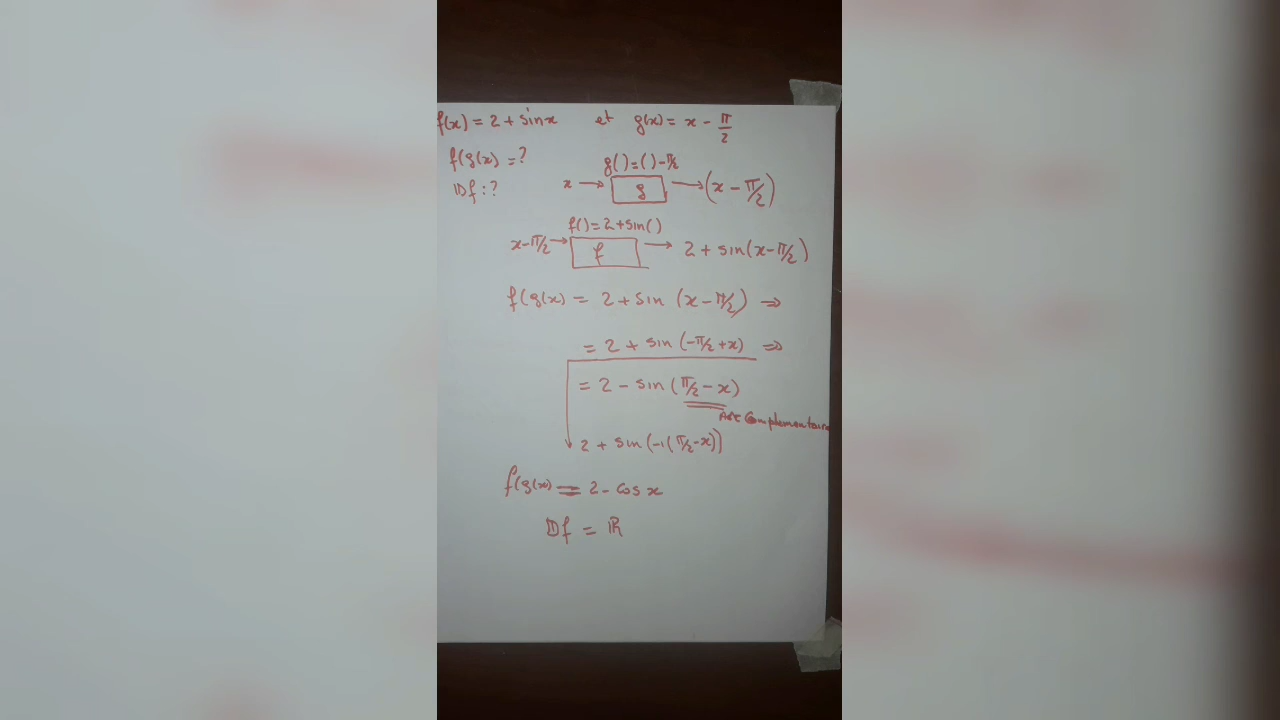 f(x) = 2 + sin x et g(x) = x - π/2
f(g(x) = ?
g( ) = ( ) - π/2
Df : ?
x → g → (x - π/2)
f( ) = 2 + sin( )
x - π/2 → f → 2 + sin(x - π/2)
f(g(x) = 2 + sin (x - π/2) ⇒
= 2 + sin (-π/2 + x) ⇒
= 2 - sin (π/2 - x)
Arc Complementaire
2 + sin(-1(π/2 - x))
f(g(x) = 2 - cos x
Df = ℝ